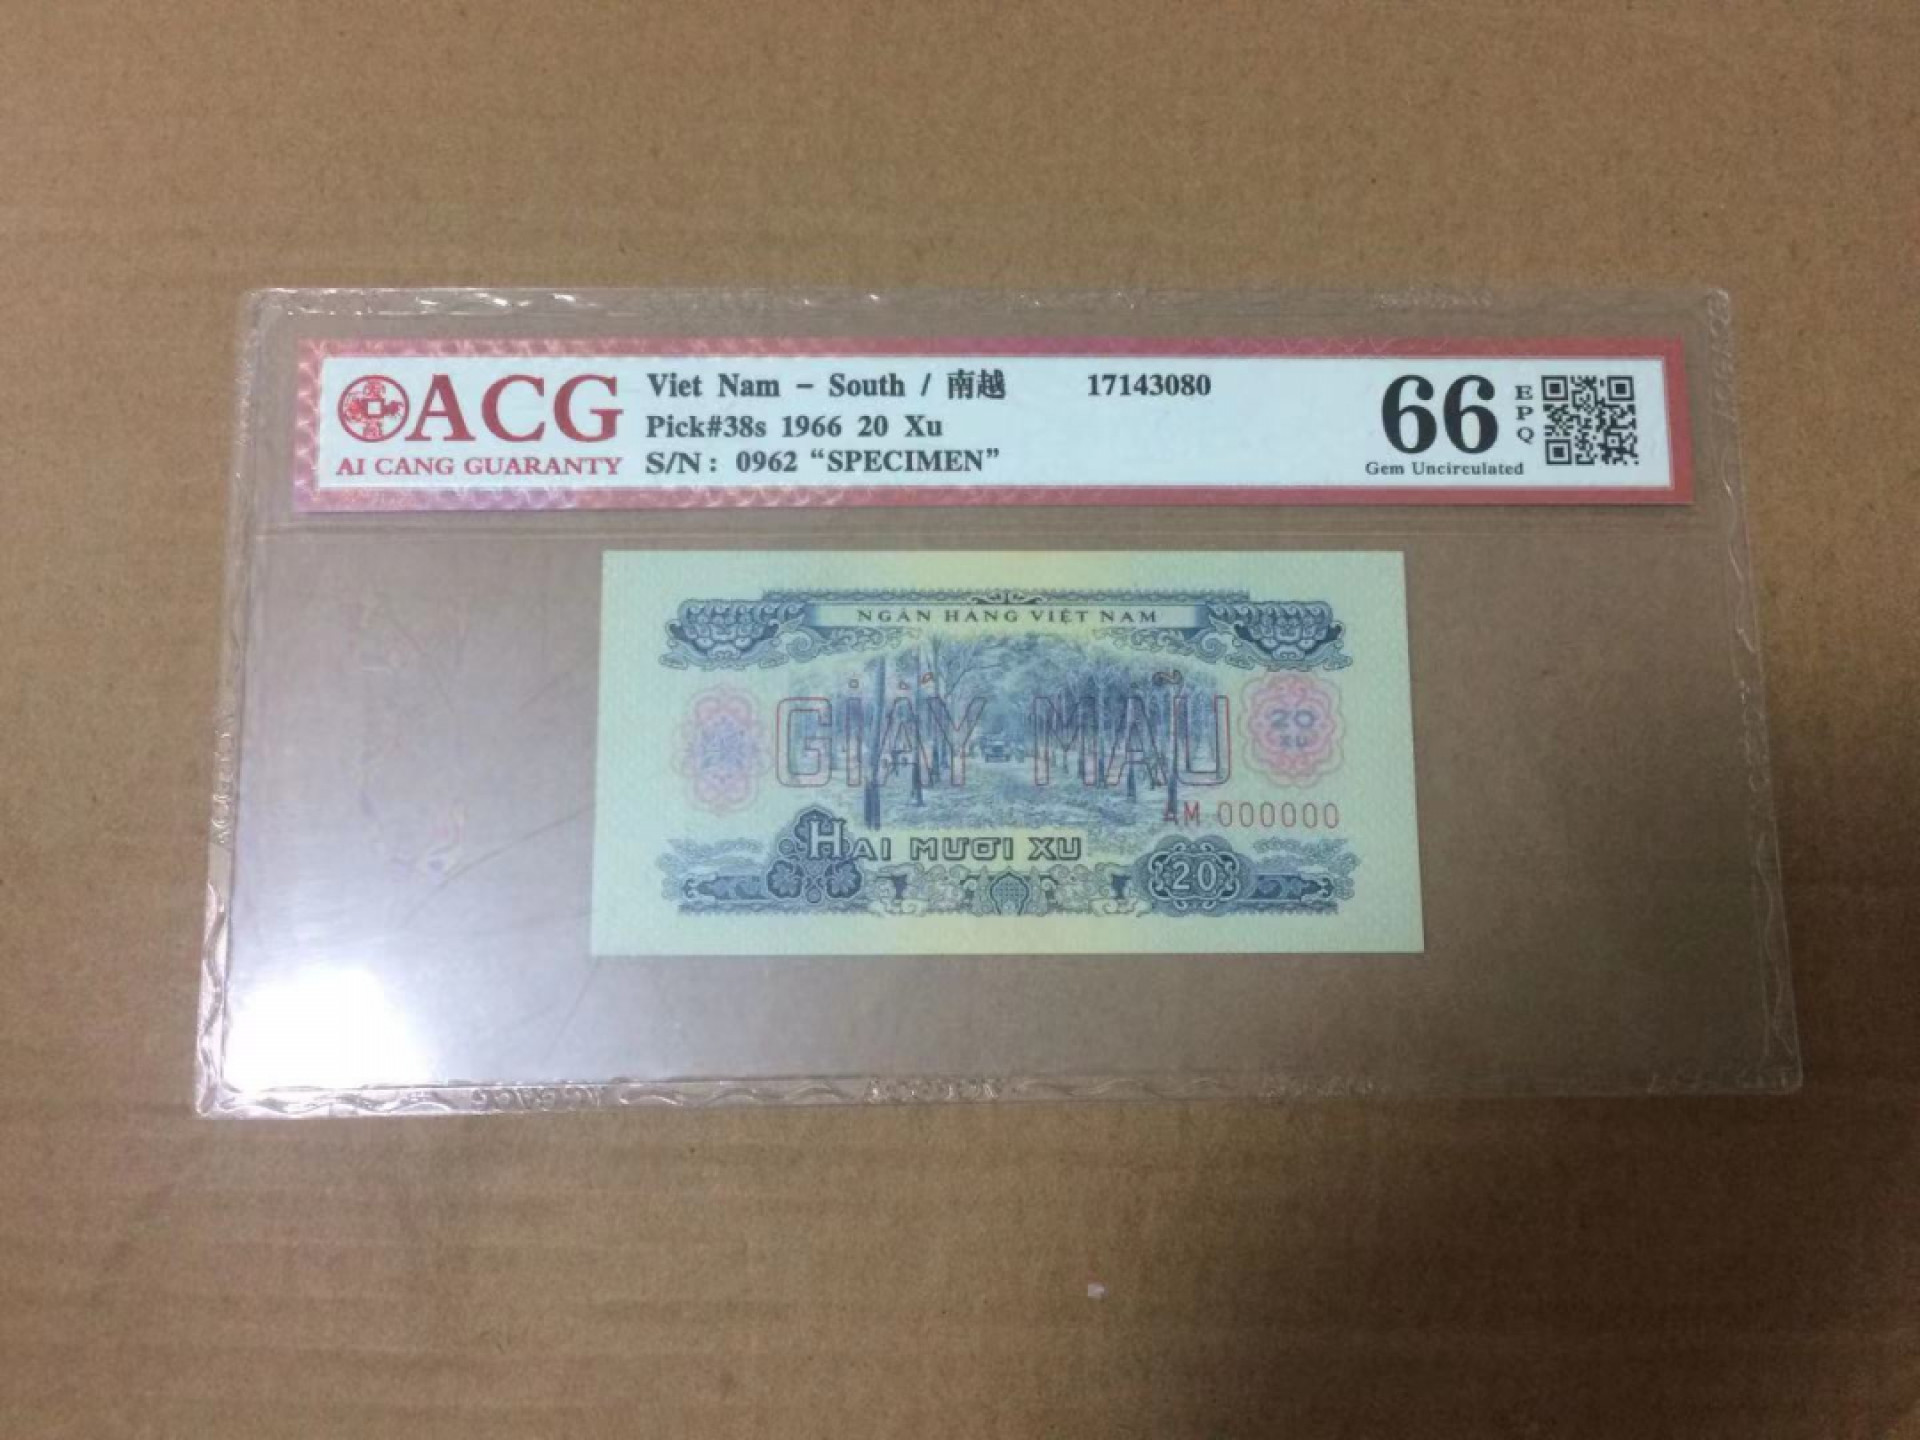 ACG
AI CANG GUARANTY
Viet Nam - South / 南越 17143080
Pick#38s 1966 20 Xu
S/N: 0962 "SPECIMEN"
66
EPQ
Gem Uncirculated
NGÂN HÀNG VIỆT NAM
GIẤY MẪU
20
XU
AM 000000
HAI MƯƠI XU
20